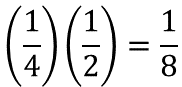 (1/4)(1/2) = 1/8